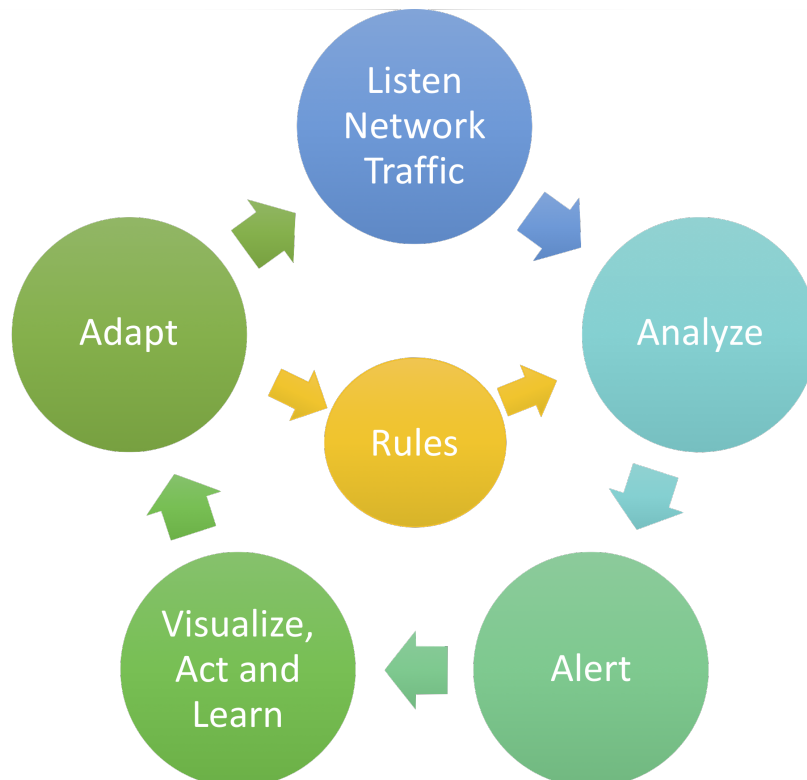 Listen
Network
Traffic
Adapt
Analyze
Rules
Visualize,
Act and
Learn
Alert